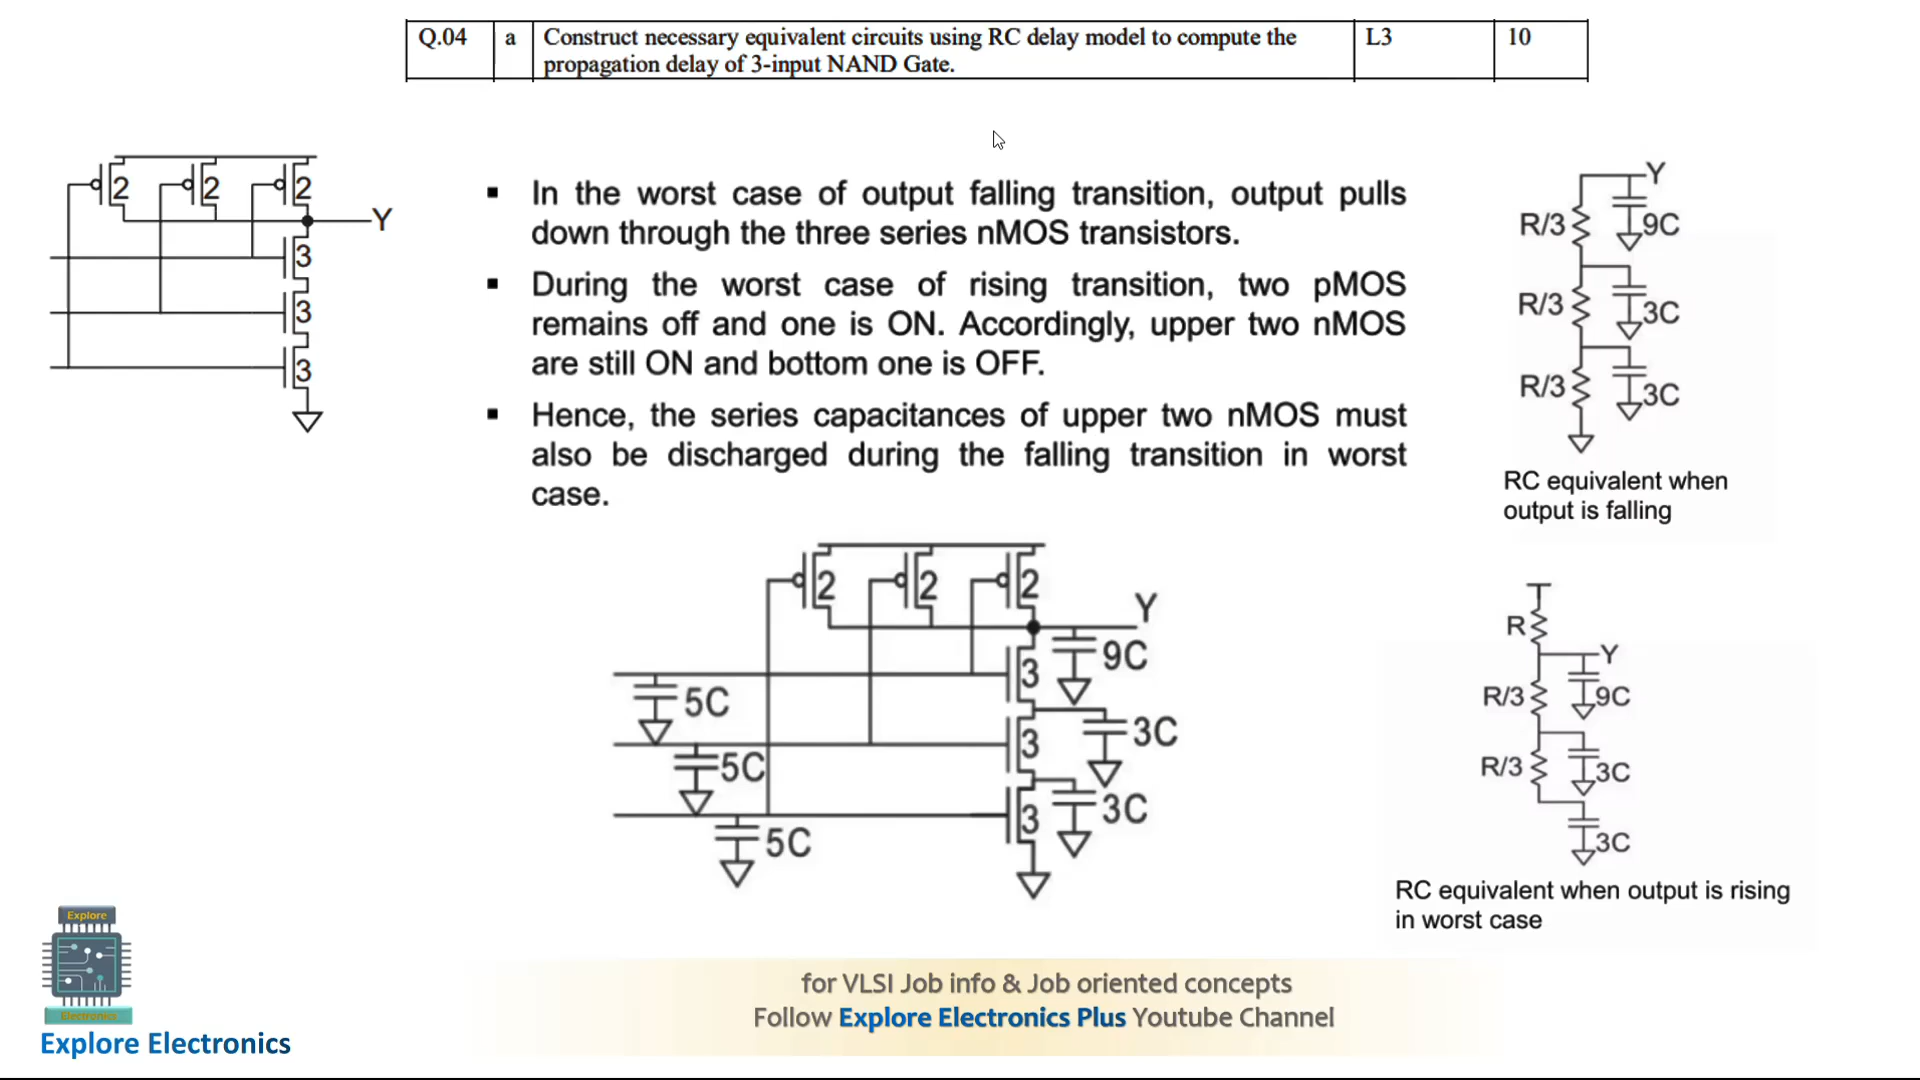 Q.04 a Construct necessary equivalent circuits using RC delay model to compute the L3 10
propagation delay of 3-input NAND Gate.
2 2 2
Y
3
3
3
▪ In the worst case of output falling transition, output pulls
down through the three series nMOS transistors.
▪ During the worst case of rising transition, two pMOS
remains off and one is ON. Accordingly, upper two nMOS
are still ON and bottom one is OFF.
▪ Hence, the series capacitances of upper two nMOS must
also be discharged during the falling transition in worst
case.
Y
R/3 9C
R/3 3C
R/3 3C
RC equivalent when
output is falling
2 2 2
Y
9C
3
5C
3C
3
5C
3C
3
5C
R
Y
R/3 9C
R/3 3C
3C
RC equivalent when output is rising
in worst case
Explore
Electronics
Explore Electronics
for VLSI Job info & Job oriented concepts
Follow Explore Electronics Plus Youtube Channel